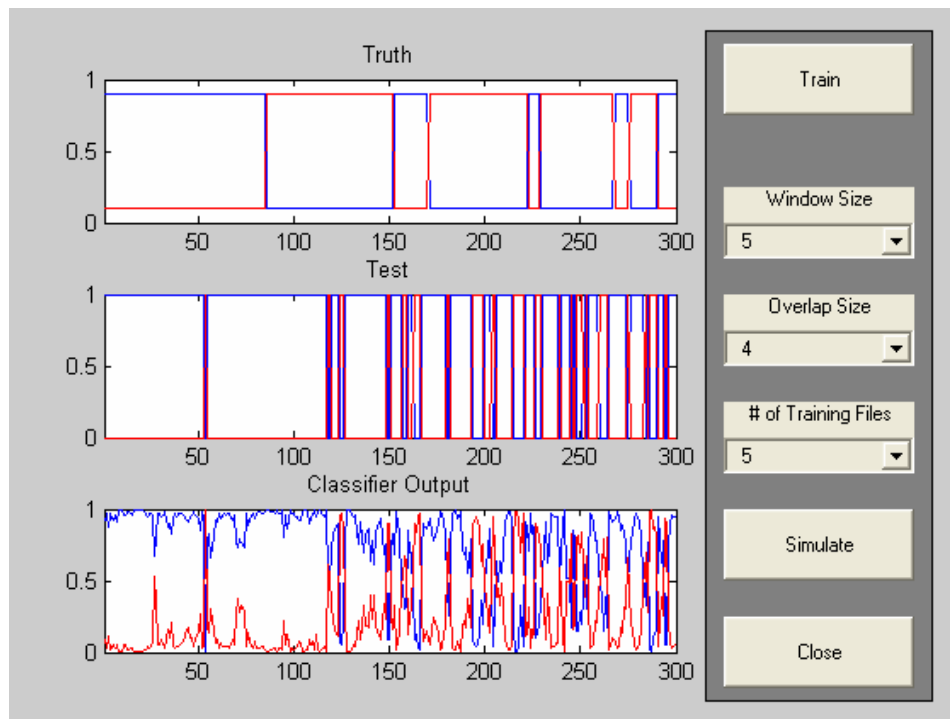 Truth
1
0.5
0
50 100 150 200 250 300
Test
1
0.5
0
50 100 150 200 250 300
Classifier Output
1
0.5
0
50 100 150 200 250 300
Train
Window Size
5
Overlap Size
4
# of Training Files
5
Simulate
Close